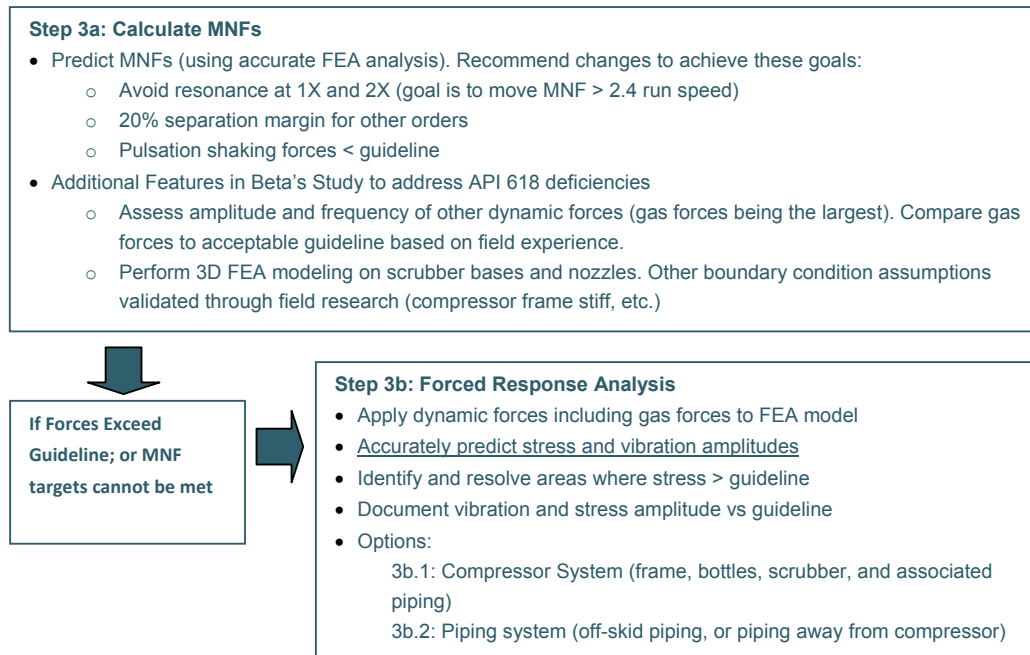 Step 3a: Calculate MNFs
• Predict MNFs (using accurate FEA analysis). Recommend changes to achieve these goals:
o Avoid resonance at 1X and 2X (goal is to move MNF > 2.4 run speed)
o 20% separation margin for other orders
o Pulsation shaking forces < guideline
• Additional Features in Beta's Study to address API 618 deficiencies
o Assess amplitude and frequency of other dynamic forces (gas forces being the largest). Compare gas
forces to acceptable guideline based on field experience.
o Perform 3D FEA modeling on scrubber bases and nozzles. Other boundary condition assumptions
validated through field research (compressor frame stiff, etc.)
If Forces Exceed
Guideline; or MNF
targets cannot be met
Step 3b: Forced Response Analysis
• Apply dynamic forces including gas forces to FEA model
• Accurately predict stress and vibration amplitudes
• Identify and resolve areas where stress > guideline
• Document vibration and stress amplitude vs guideline
• Options:
3b.1: Compressor System (frame, bottles, scrubber, and associated
piping)
3b.2: Piping system (off-skid piping, or piping away from compressor)